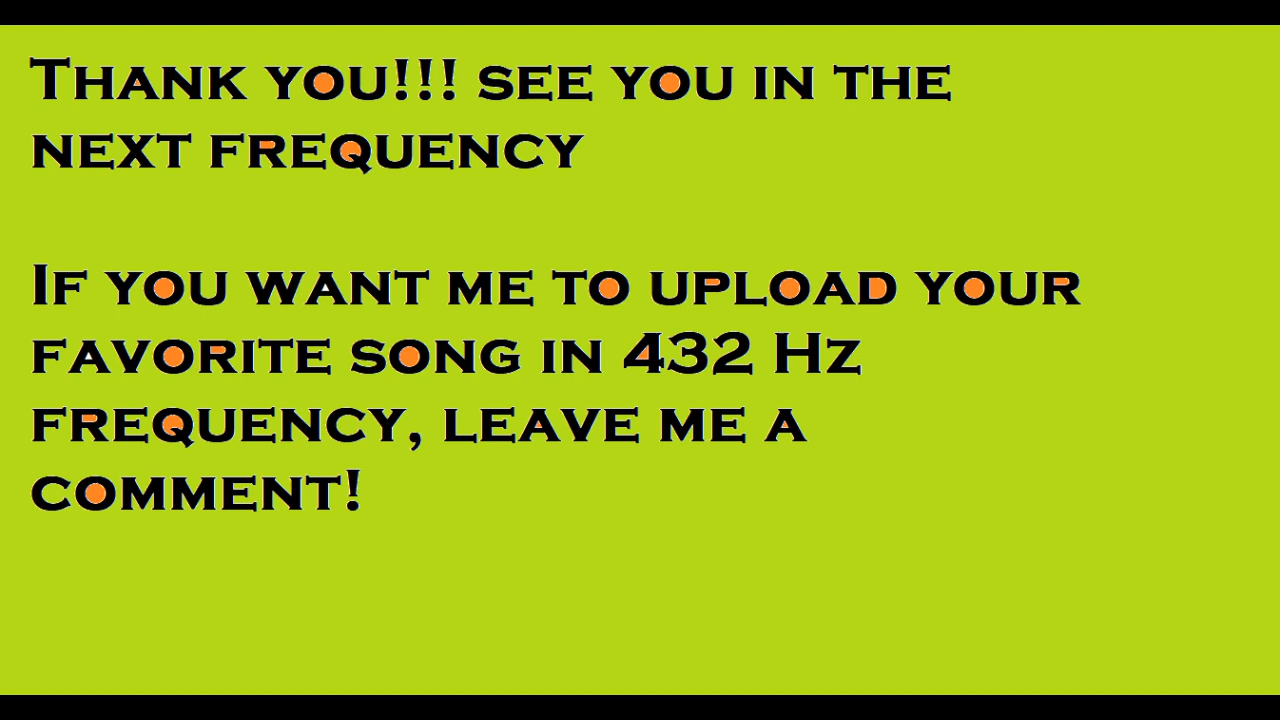 Thank you!!! see you in the
next frequency
If you want me to upload your
favorite song in 432 Hz
frequency, leave me a
comment!